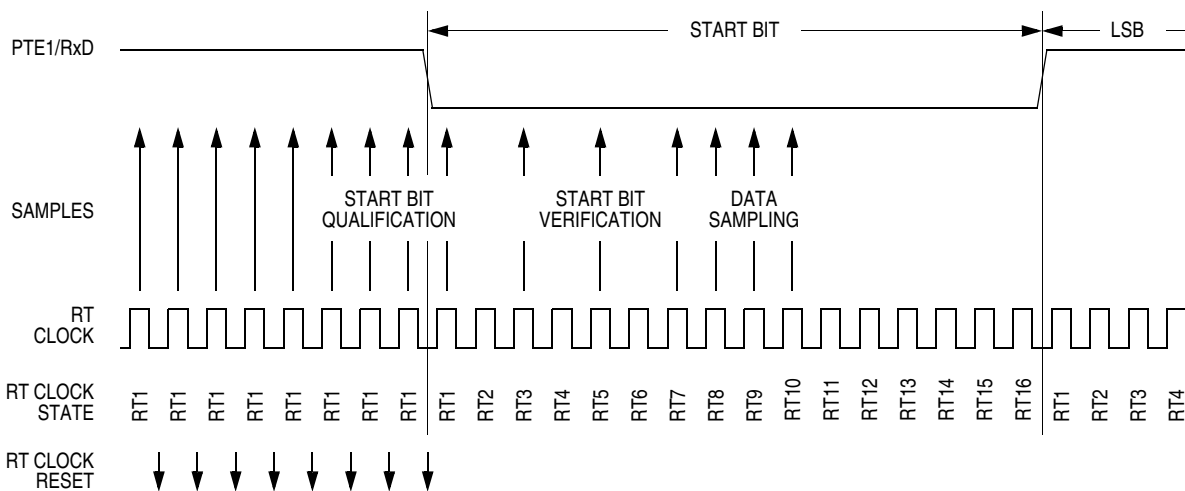 START BIT
LSB
PTE1/RxD
SAMPLES
START BIT
QUALIFICATION
START BIT
VERIFICATION
DATA
SAMPLING
RT
CLOCK
RT CLOCK
STATE
RT1 RT1 RT1 RT1 RT1 RT1 RT1 RT1 RT1 RT2 RT3 RT4 RT5 RT6 RT7 RT8 RT9 RT10 RT11 RT12 RT13 RT14 RT15 RT16 RT1 RT2 RT3 RT4
RT CLOCK
RESET